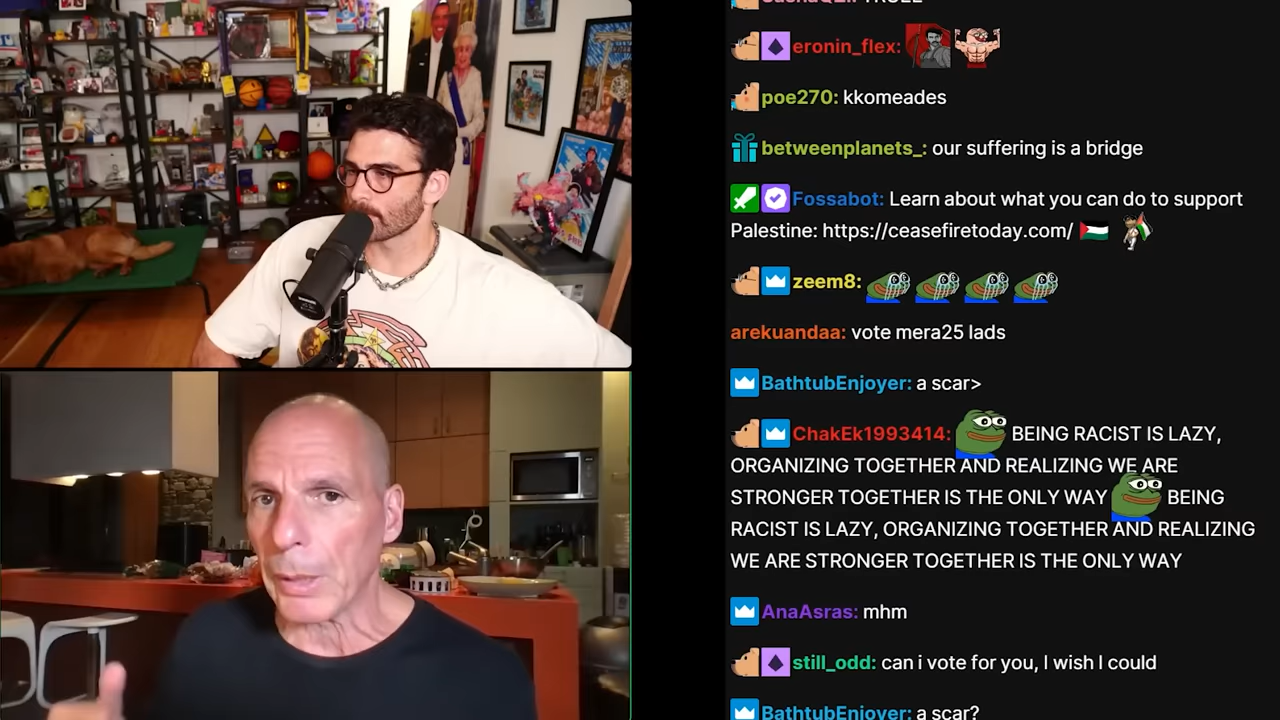 eronin_flex:
poe270: kkomeades
betweenplanets_: our suffering is a bridge
Fossabot: Learn about what you can do to support
Palestine: https://ceasefiretoday.com/
zeem8:
arekuandaa: vote mera25 lads
BathtubEnjoyer: a scar>
ChakEk1993414: BEING RACIST IS LAZY,
ORGANIZING TOGETHER AND REALIZING WE ARE
STRONGER TOGETHER IS THE ONLY WAY BEING
RACIST IS LAZY, ORGANIZING TOGETHER AND REALIZING
WE ARE STRONGER TOGETHER IS THE ONLY WAY
AnaAsras: mhm
still_odd: can i vote for you, I wish I could
BathtubEnjoyer: a scar?